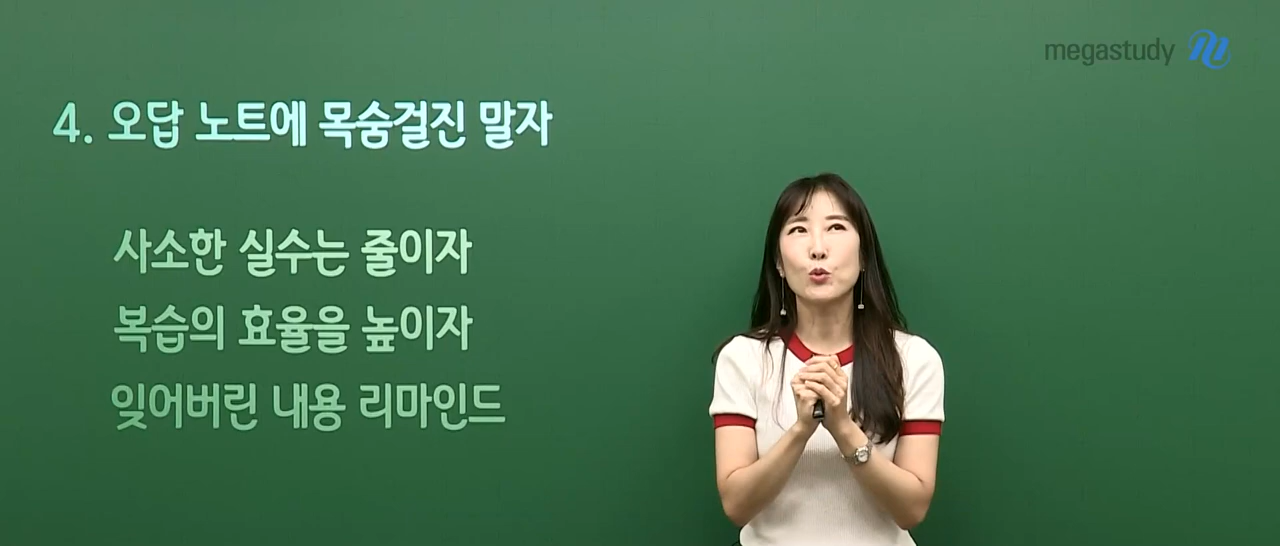 megastudy
4. 오답 노트에 목숨걸진 말자
사소한 실수는 줄이자
복습의 효율을 높이자
잊어버린 내용 리마인드